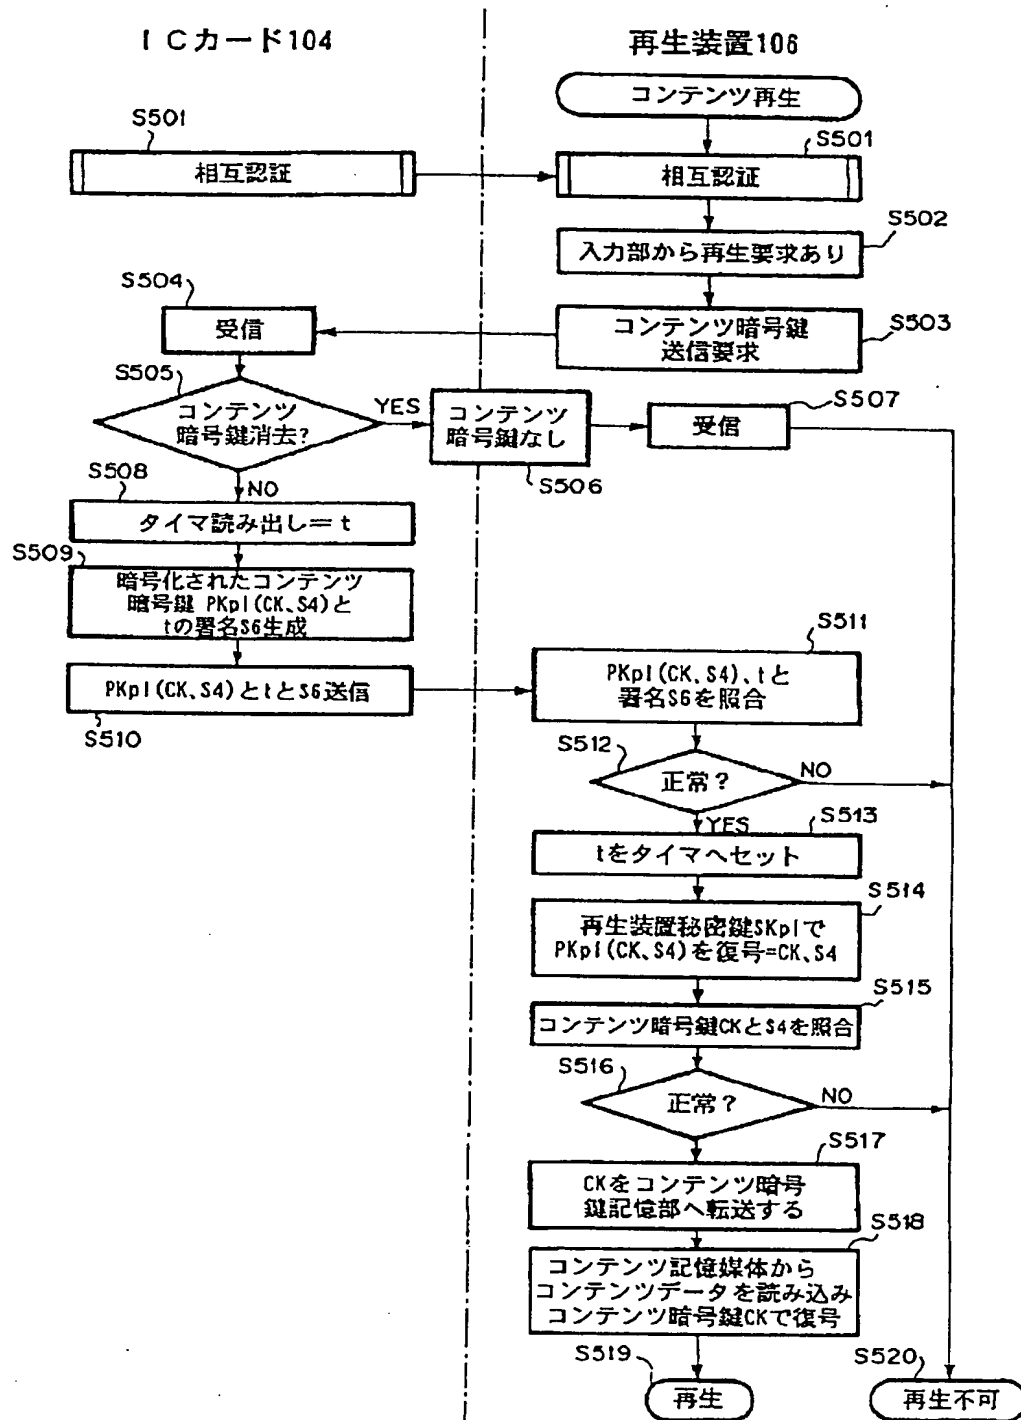 ICカード104
再生装置106
コンテンツ再生
S501
相互認証
S501
相互認証
S502
入力部から再生要求あり
S503
コンテンツ暗号鍵
送信要求
S504
受信
S505
コンテンツ
暗号鍵消去?
YES
コンテンツ
暗号鍵なし
S506
S507
受信
NO
S508
タイマ読み出し=t
S509
暗号化されたコンテンツ
暗号鍵 PKpl(CK、S4)と
tの署名S6生成
PKpl(CK、S4)とtとS6送信
S510
S511
PKpl(CK、S4)、tと
署名S6を照合
S512
正常?
NO
YES
S513
tをタイマへセット
S514
再生装置秘密鍵SKplで
PKpl(CK、S4)を復号=CK、S4
S515
コンテンツ暗号鍵CKとS4を照合
S516
正常?
NO
S517
CKをコンテンツ暗号
鍵記憶部へ転送する
S518
コンテンツ記憶媒体から
コンテンツデータを読み込み
コンテンツ暗号鍵CKで復号
S519
再生
S520
再生不可